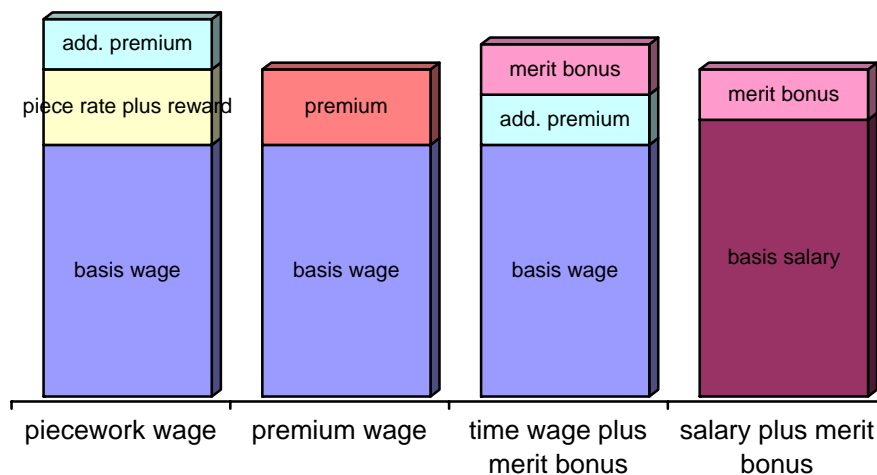 add. premium
piece rate plus reward
basis wage
premium
basis wage
merit bonus
add. premium
basis wage
merit bonus
basis salary
piecework wage
premium wage
time wage plus
merit bonus
salary plus merit
bonus